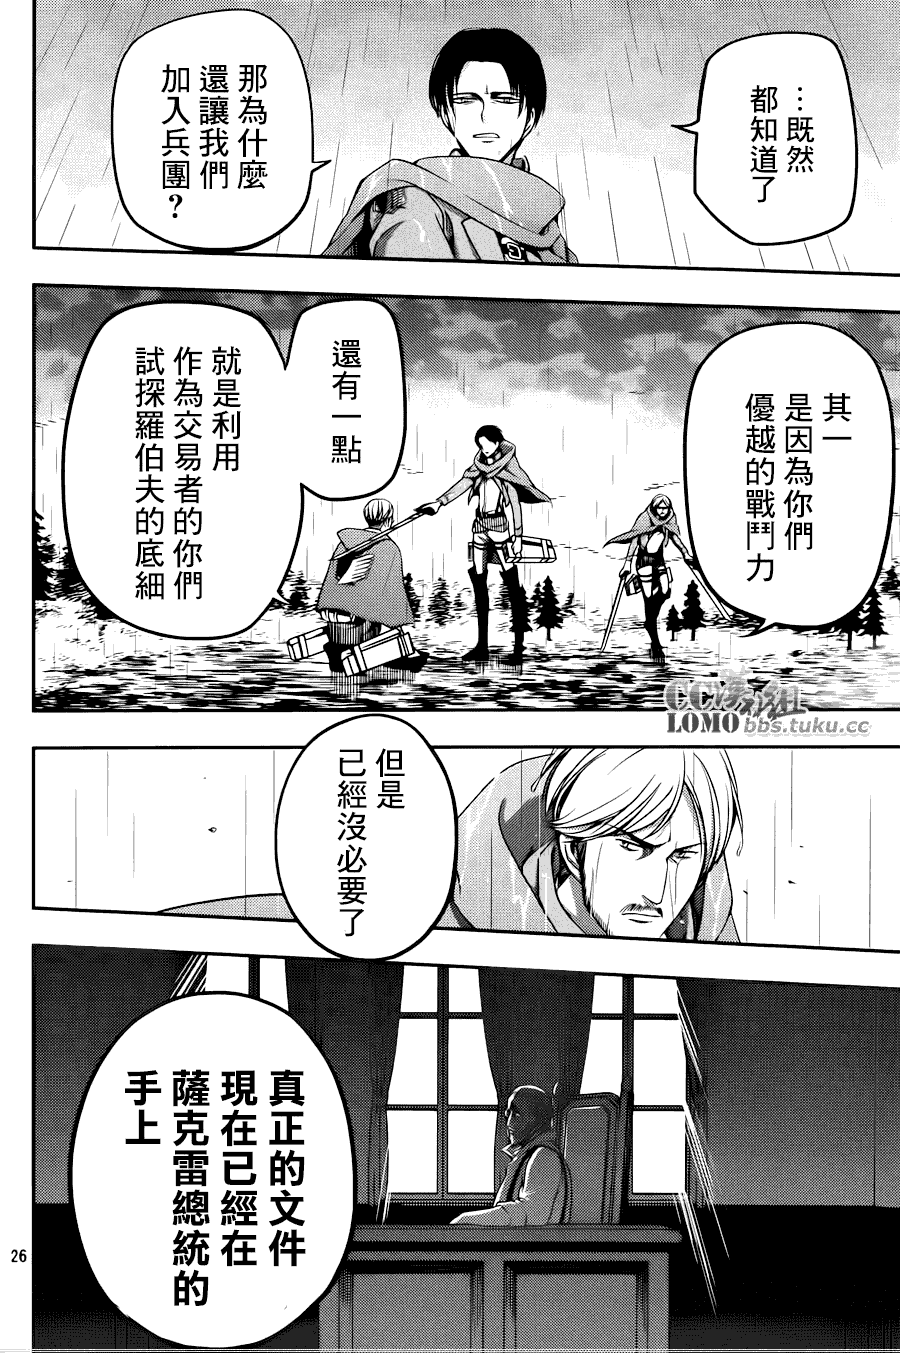 …既然
都知道了
那為什麼
還讓我們
加入兵團?
其一
是因為你們
優越的戰鬥力
還有一點
就是利用
作為交易者的你們
試探羅伯夫的底細
CC漫畫組
LOMO bbs.tuku.cc
但是
已經沒必要了
真正的文件
現在已經在
薩克雷總統的
手上
26